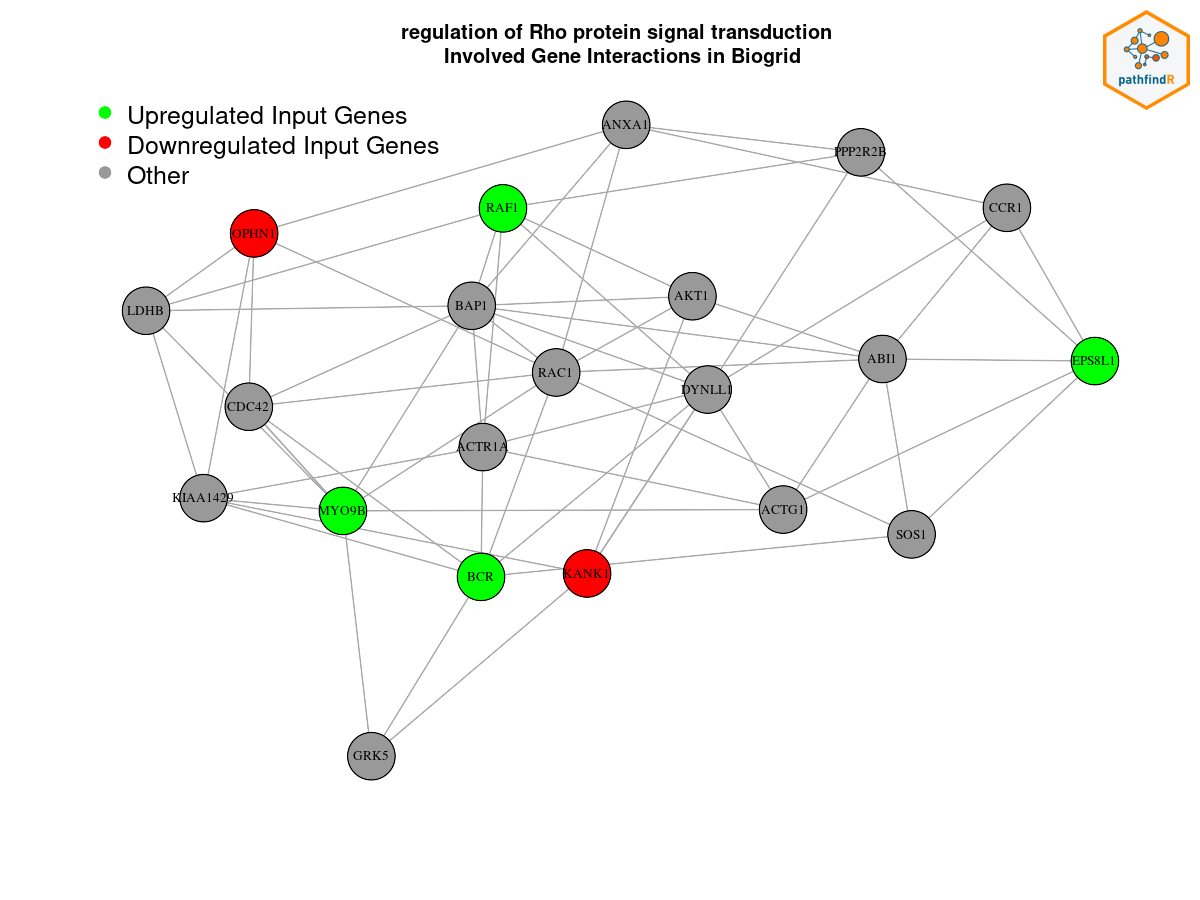 regulation of Rho protein signal transduction
Involved Gene Interactions in Biogrid
pathfindR
Upregulated Input Genes
Downregulated Input Genes
Other
ANXA1
PPP2R2B
RAF1
CCR1
OPHN1
AKT1
BAP1
LDHB
ABI1
EPS8L1
RAC1
DYNLL1
CDC42
ACTR1A
KIAA1429
MYO9B
ACTG1
SOS1
BCR
KANK1
GRK5